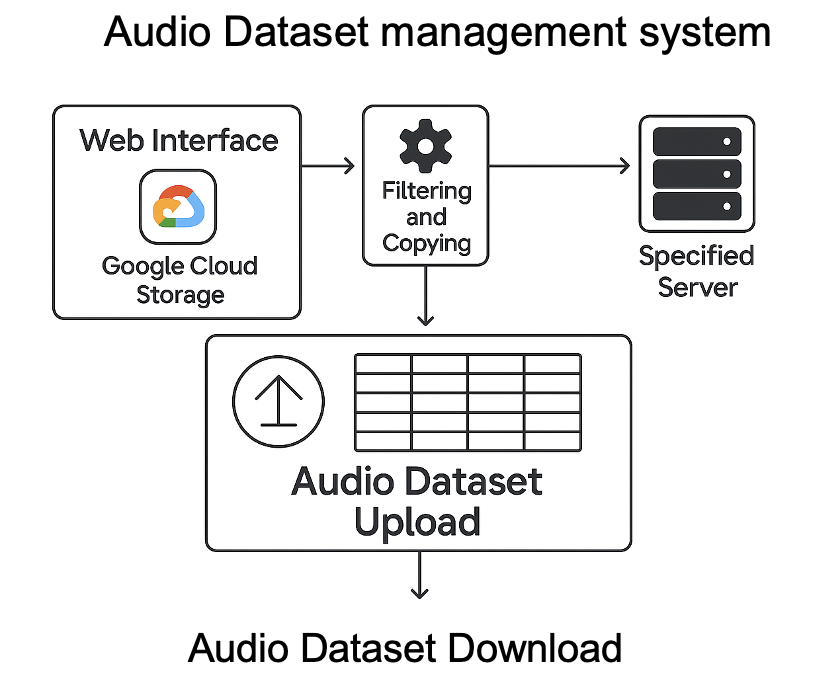 Audio Dataset management system
Web Interface
Google Cloud
Storage
Filtering
and
Copying
Specified
Server
Audio Dataset
Upload
Audio Dataset Download